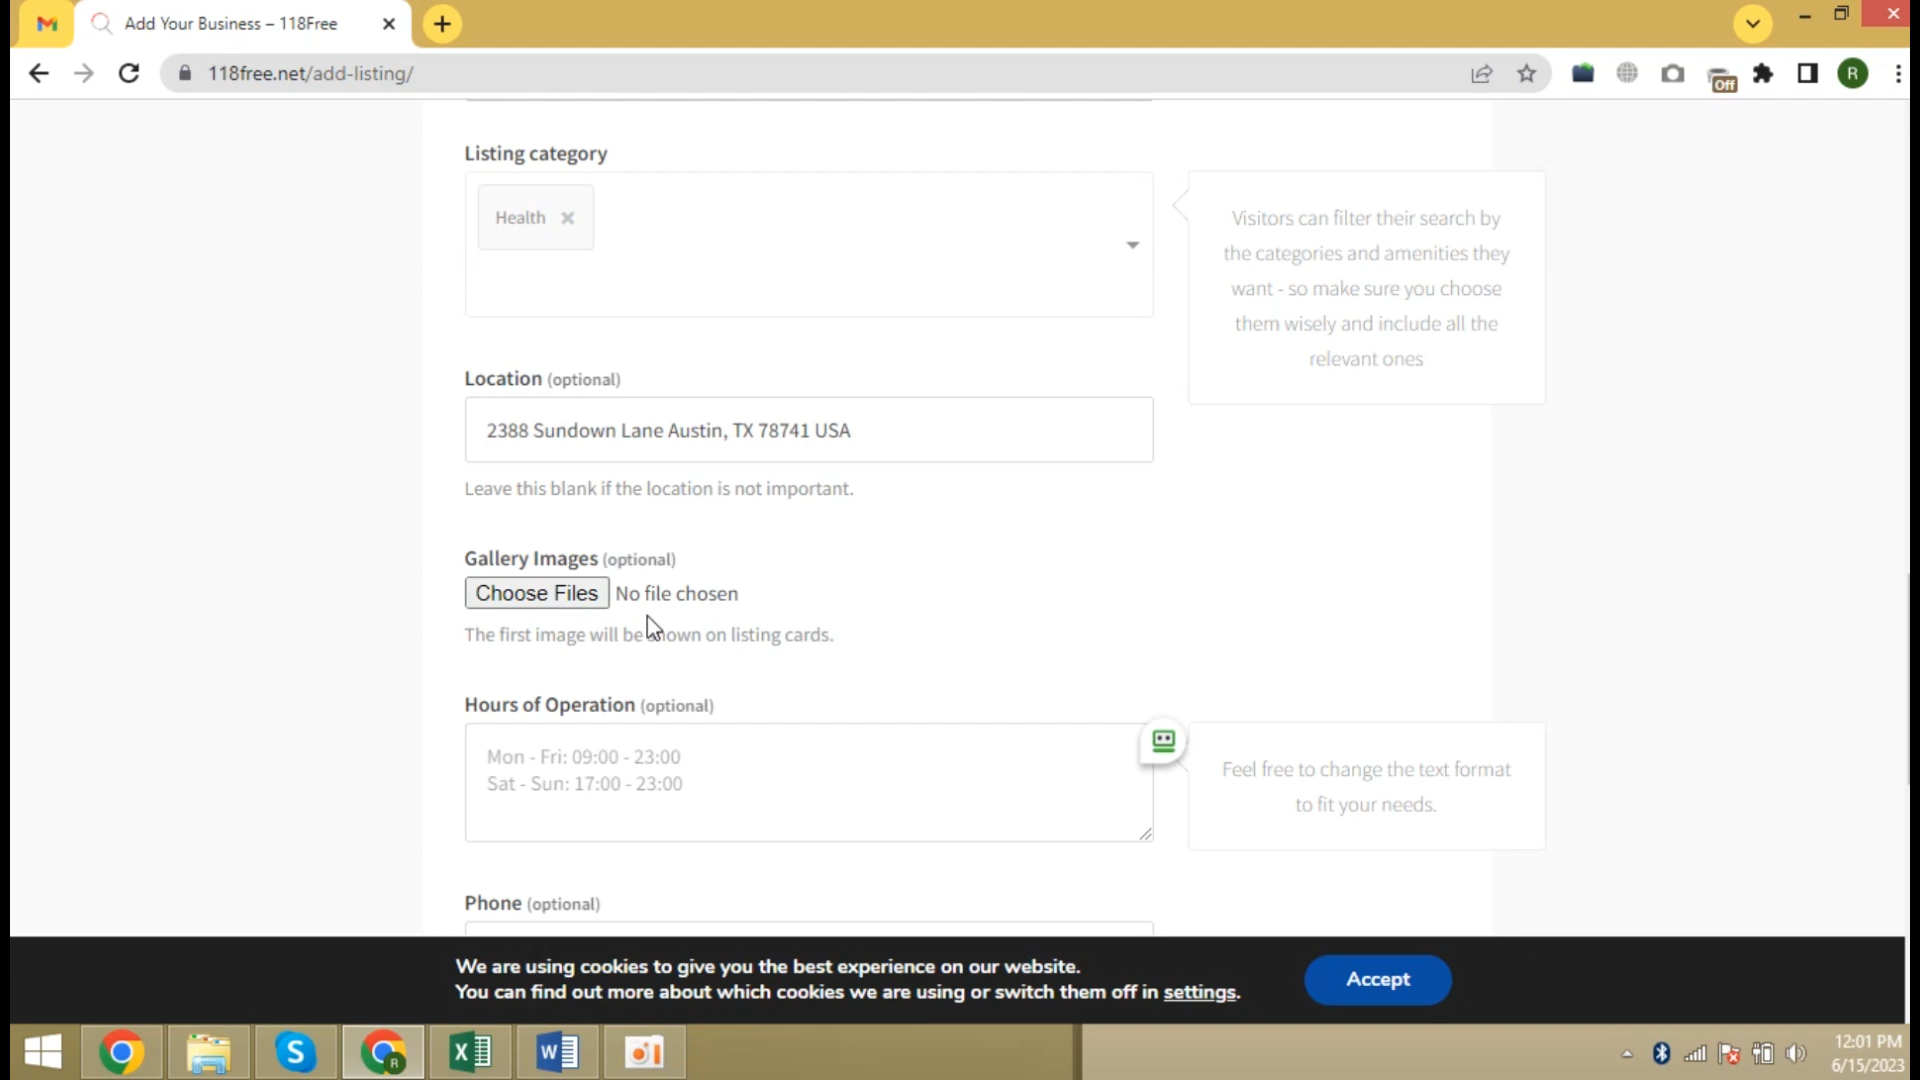 Add Your Business – 118Free
118free.net/add-listing/
Off
R
Listing category
Health
Visitors can filter their search by
the categories and amenities they
want - so make sure you choose
them wisely and include all the
relevant ones
Location (optional)
2388 Sundown Lane Austin, TX 78741 USA
Leave this blank if the location is not important.
Gallery Images (optional)
Choose Files No file chosen
The first image will be shown on listing cards.
Hours of Operation (optional)
Mon - Fri: 09:00 - 23:00
Sat - Sun: 17:00 - 23:00
Feel free to change the text format
to fit your needs.
Phone (optional)
We are using cookies to give you the best experience on our website.
You can find out more about which cookies we are using or switch them off in settings.
Accept
12:01 PM
6/15/2023